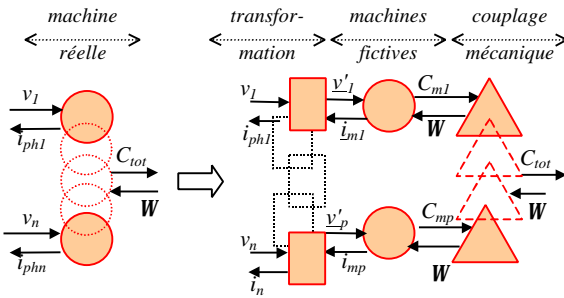 machine transfor- machines couplage
réelle mation fictives mécanique
v1 v1 v'1 Cm1
iph1 iph1 im1 W
Ctot Ctot
W W
vn v'p Cmp
iphn vn imp W
in